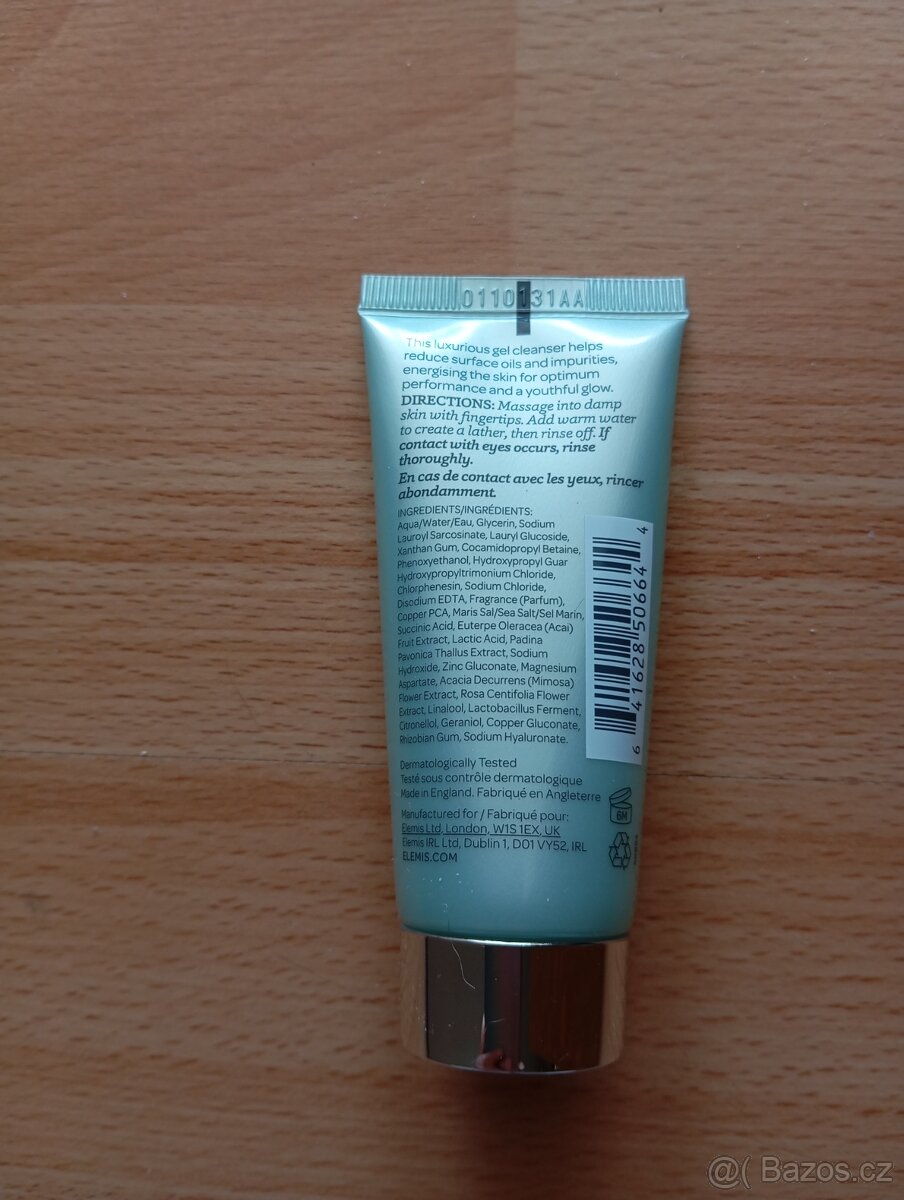 0110131AA
This luxurious gel cleanser helps
reduce surface oils and impurities,
energising the skin for optimum
performance and a youthful glow.
DIRECTIONS: Massage into damp
skin with fingertips. Add warm water
to create a lather, then rinse off. If
contact with eyes occurs, rinse
thoroughly.
En cas de contact avec les yeux, rincer
abondamment.
INGREDIENTS/INGRÉDIENTS:
Aqua/Water/Eau, Glycerin, Sodium
Lauroyl Sarcosinate, Lauryl Glucoside,
Xanthan Gum, Cocamidopropyl Betaine,
Phenoxyethanol, Hydroxypropyl Guar
Hydroxypropyltrimonium Chloride,
Chlorphenesin, Sodium Chloride,
Disodium EDTA, Fragrance (Parfum),
Copper PCA, Maris Sal/Sea Salt/Sel Marin,
Succinic Acid, Euterpe Oleracea (Acai)
Fruit Extract, Lactic Acid, Padina
Pavonica Thallus Extract, Sodium
Hydroxide, Zinc Gluconate, Magnesium
Aspartate, Acacia Decurrens (Mimosa)
Flower Extract, Rosa Centifolia Flower
Extract, Linalool, Lactobacillus Ferment,
Citronellol, Geraniol, Copper Gluconate,
Rhizobian Gum, Sodium Hyaluronate.
6 41628 50664 4
Dermatologically Tested
Testé sous contrôle dermatologique
Made in England. Fabriqué en Angleterre
6M
Manufactured for / Fabriqué pour:
Elemis Ltd, London, W1S 1EX, UK
Elemis IRL Ltd, Dublin 1, D01 VY52, IRL
ELEMIS.COM
@( Bazos.cz